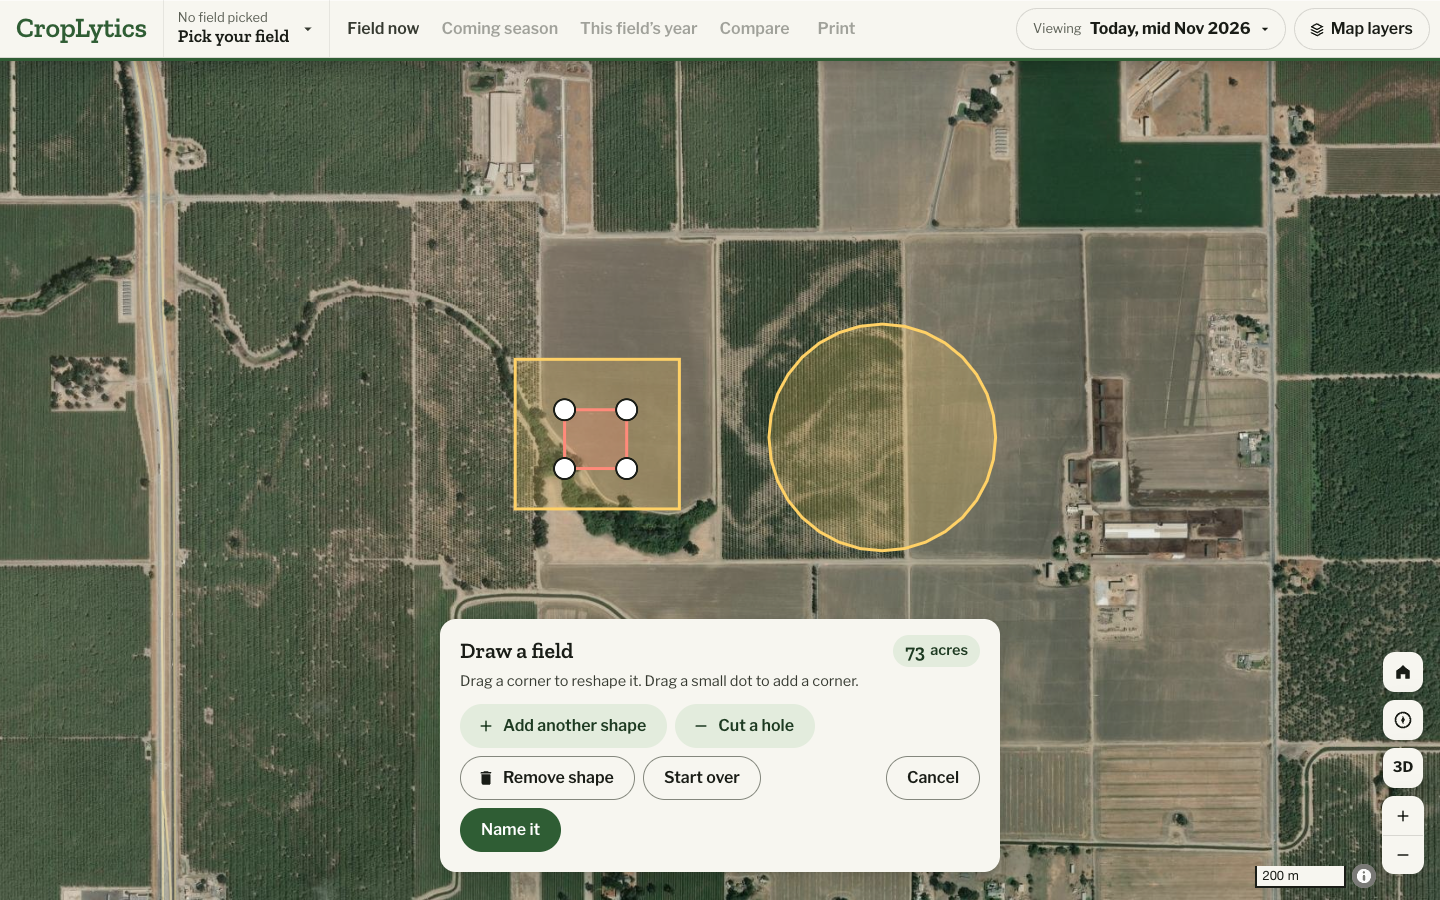 CropLytics
No field picked
Pick your field
Field now
Coming season
This field's year
Compare
Print
Viewing Today, mid Nov 2026
Map layers
Draw a field
73 acres
Drag a corner to reshape it. Drag a small dot to add a corner.
+ Add another shape
− Cut a hole
Remove shape
Start over
Cancel
Name it
3D
+
−
200 m